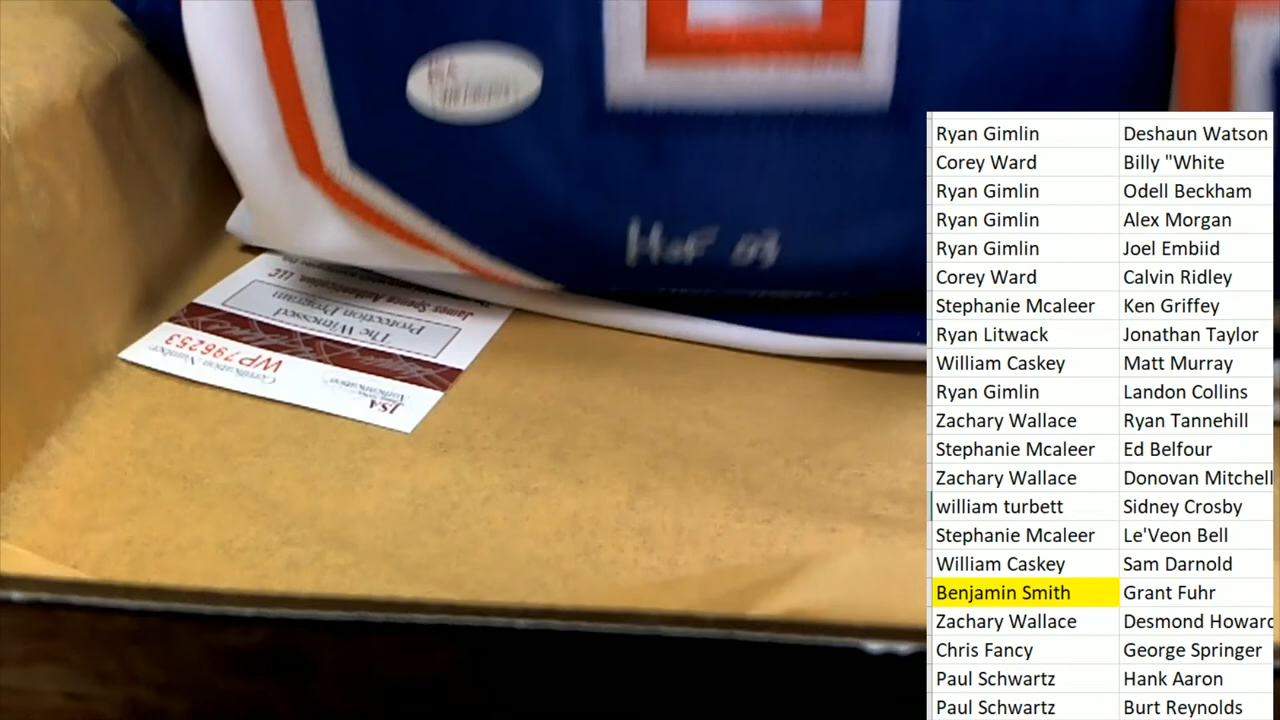 HOF 03
James Spence Authentication, LLC
The Witnessed
Protection Program
Certification Number
WP796253
JSA
Authentication
Ryan Gimlin Deshaun Watson
Corey Ward Billy "White
Ryan Gimlin Odell Beckham
Ryan Gimlin Alex Morgan
Ryan Gimlin Joel Embiid
Corey Ward Calvin Ridley
Stephanie Mcaleer Ken Griffey
Ryan Litwack Jonathan Taylor
William Caskey Matt Murray
Ryan Gimlin Landon Collins
Zachary Wallace Ryan Tannehill
Stephanie Mcaleer Ed Belfour
Zachary Wallace Donovan Mitchell
william turbett Sidney Crosby
Stephanie Mcaleer Le'Veon Bell
William Caskey Sam Darnold
Benjamin Smith Grant Fuhr
Zachary Wallace Desmond Howard
Chris Fancy George Springer
Paul Schwartz Hank Aaron
Paul Schwartz Burt Reynolds